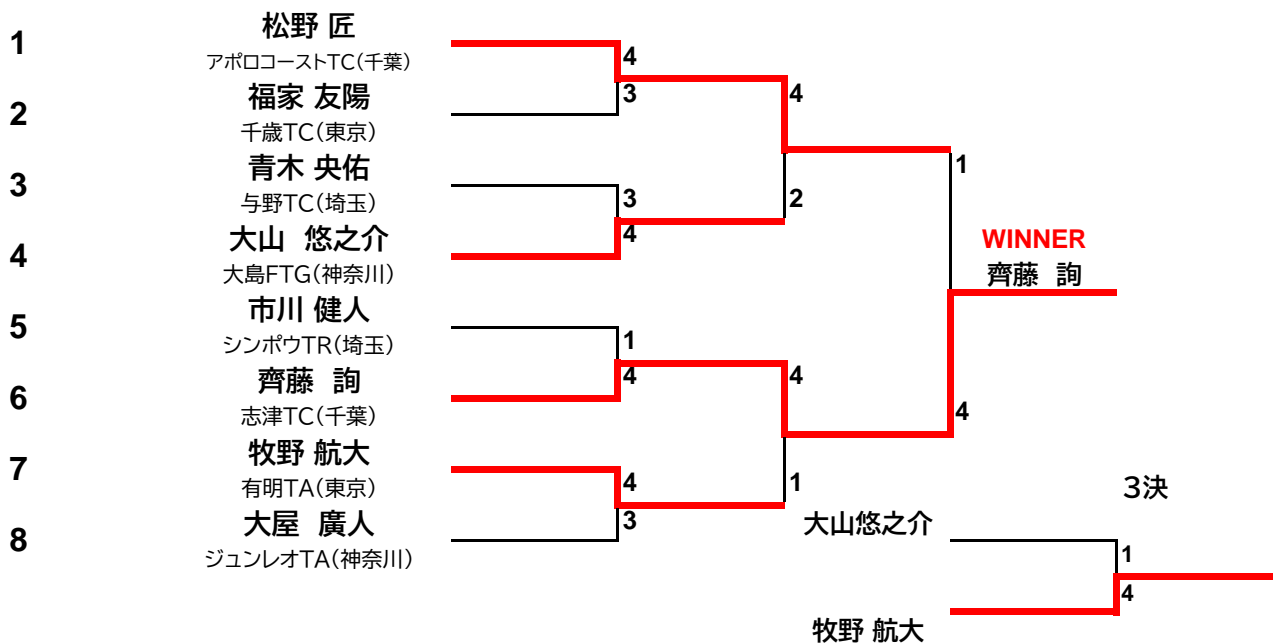 1
松野 匠
アポロコーストTC(千葉)
4
3
2
福家 友陽
千歳TC(東京)
4
2
3
青木 央佑
与野TC(埼玉)
3
4
4
大山 悠之介
大島FTG(神奈川)
1
4
WINNER
齊藤 詢
5
市川 健人
シンポウTR(埼玉)
1
4
6
齊藤 詢
志津TC(千葉)
4
1
7
牧野 航大
有明TA(東京)
4
3
8
大屋 廣人
ジュンレオTA(神奈川)
3決
大山悠之介
1
4
牧野 航大